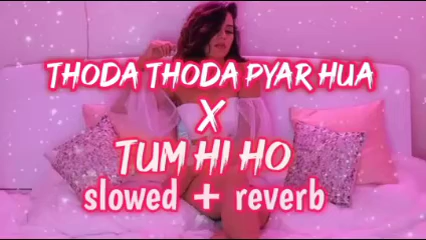 THODA THODA PYAR HUA
X
TUM HI HO
slowed + reverb